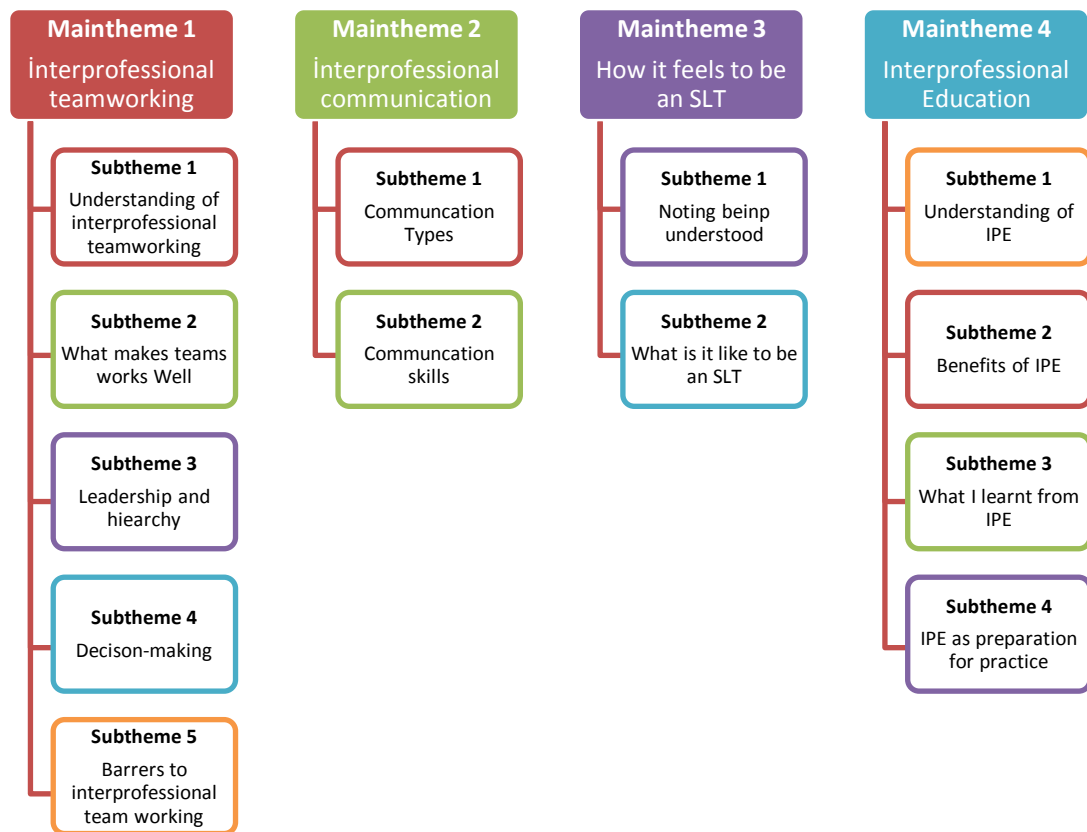 Maintheme 1
İnterprofessional
teamworking
Subtheme 1
Understanding of
interprofessional
teamworking
Subtheme 2
What makes teams
works Well
Subtheme 3
Leadership and
hiearchy
Subtheme 4
Decison-making
Subtheme 5
Barrers to
interprofessional
team working
Maintheme 2
İnterprofessional
communication
Subtheme 1
Communcation
Types
Subtheme 2
Communcation
skills
Maintheme 3
How it feels to be
an SLT
Subtheme 1
Noting beinp
understood
Subtheme 2
What is it like to be
an SLT
Maintheme 4
Interprofessional
Education
Subtheme 1
Understanding of
IPE
Subtheme 2
Benefits of IPE
Subtheme 3
What I learnt from
IPE
Subtheme 4
IPE as preparation
for practice